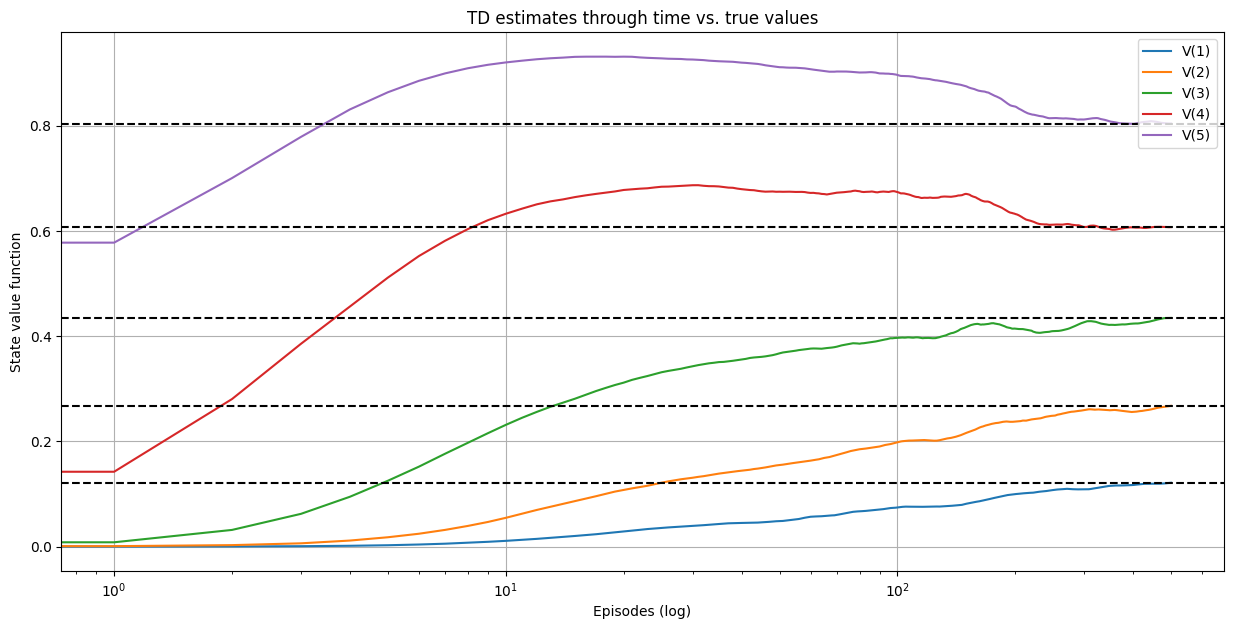 TD estimates through time vs. true values
V(1)
V(2)
V(3)
V(4)
V(5)
State value function
0.8
0.6
0.4
0.2
0.0
10⁰
10¹
10²
Episodes (log)